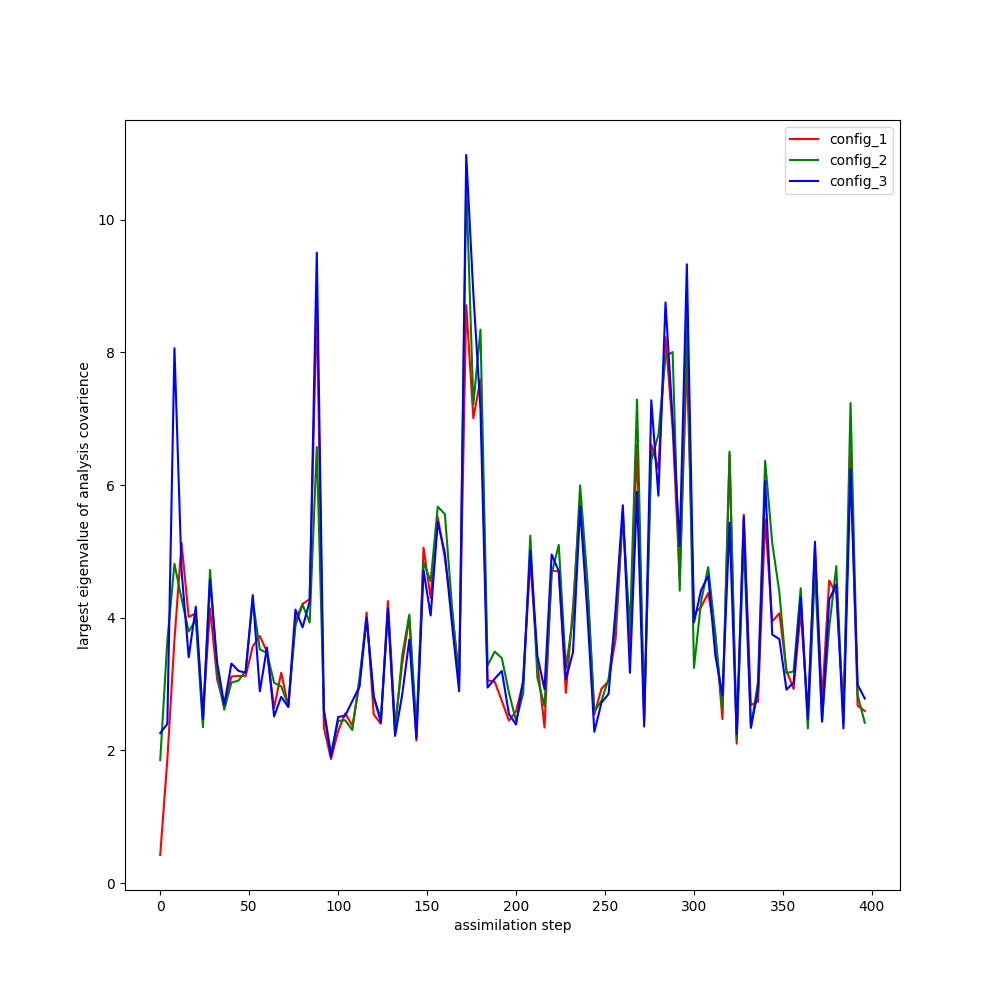 config_1
config_2
config_3
largest eigenvalue of analysis covarience
10
8
6
4
2
0
0 50 100 150 200 250 300 350 400
assimilation step